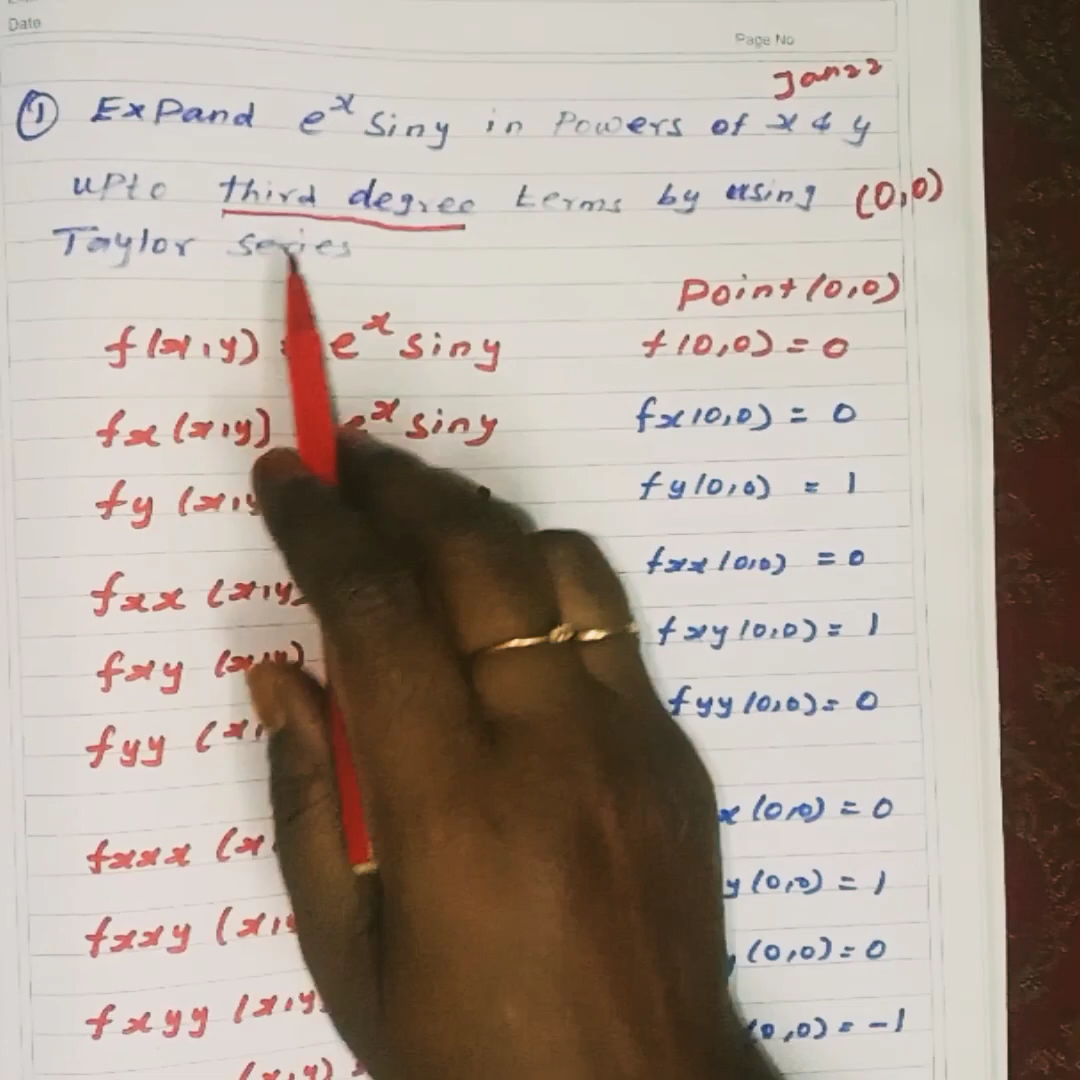 Date
Page No
Jan22
① Expand e^x siny in Powers of x & y
upto third degree terms by using (0,0)
Taylor series
Point (0,0)
f(x,y) e^x siny f(0,0) = 0
fx(x,y) e^x siny fx(0,0) = 0
fy (x,y fy(0,0) = 1
fxx (x,y) fxx(0,0) = 0
fxy (x,y) fxy(0,0) = 1
fyy (x, fyy(0,0) = 0
fxxx (x x (0,0) = 0
fxxy (x,y y (0,0) = 1
fxyy (x,y (0,0) = 0
(x,y) (0,0) = -1